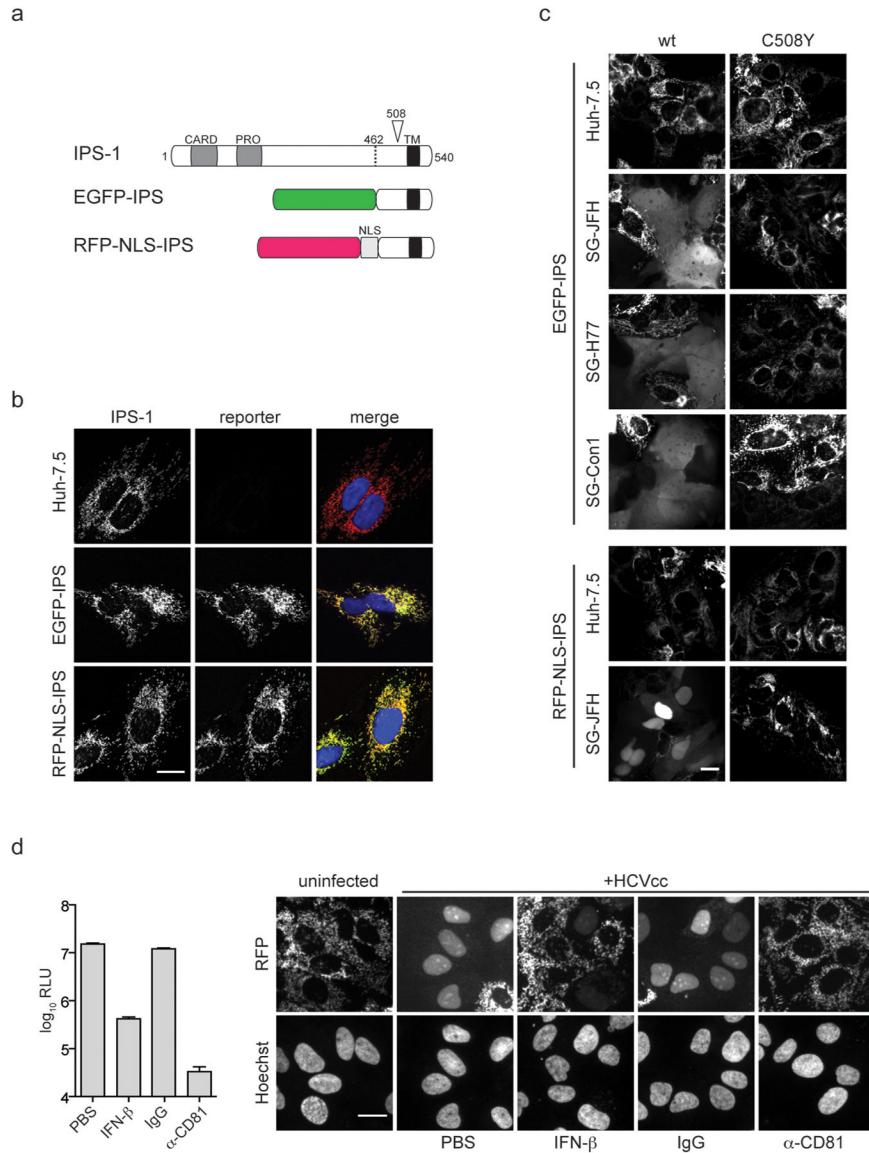 a
508
CARD PRO 462 TM
IPS-1 1 540
EGFP-IPS
NLS
RFP-NLS-IPS
b
IPS-1 reporter merge
Huh-7.5
EGFP-IPS
RFP-NLS-IPS
c
wt C508Y
EGFP-IPS
Huh-7.5
SG-JFH
SG-H77
SG-Con1
RFP-NLS-IPS
Huh-7.5
SG-JFH
d
log10 RLU
8
7
6
5
4
PBS IFN-β IgG α-CD81
uninfected +HCVcc
RFP
Hoechst
PBS IFN-β IgG α-CD81